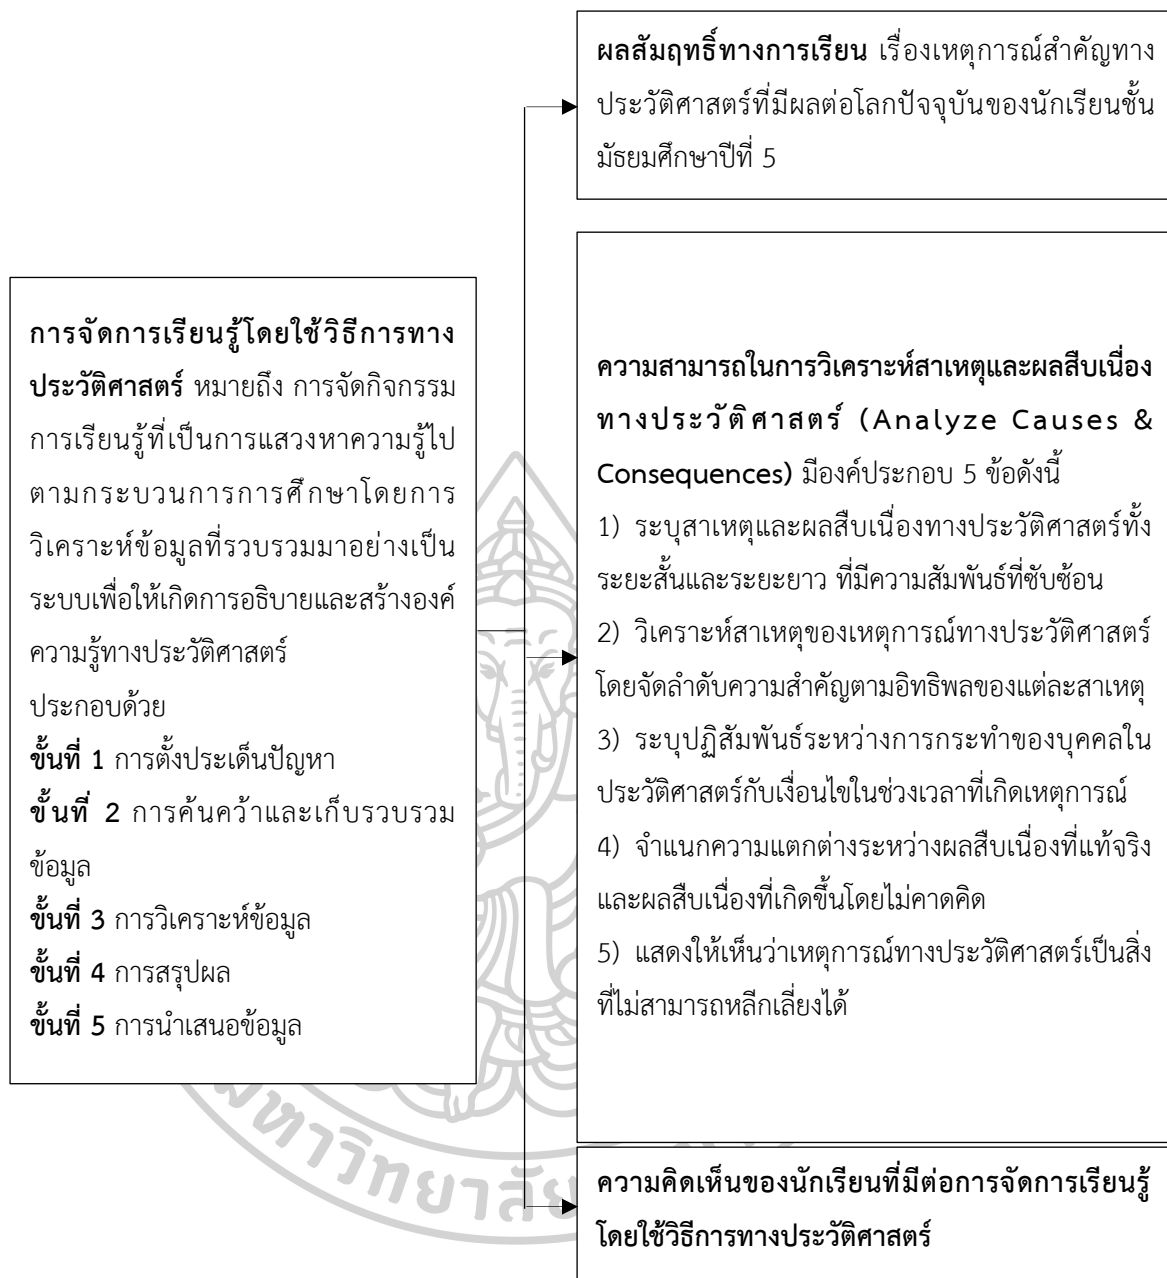 ผลสัมฤทธิ์ทางการเรียน เรื่องเหตุการณ์สำคัญทาง
ประวัติศาสตร์ที่มีผลต่อโลกปัจจุบันของนักเรียนชั้น
มัธยมศึกษาปีที่ 5
การจัดการเรียนรู้โดยใช้วิธีการทาง
ประวัติศาสตร์ หมายถึง การจัดกิจกรรม
การเรียนรู้ที่เป็นการแสวงหาความรู้ไป
ตามกระบวนการการศึกษาโดยการ
วิเคราะห์ข้อมูลที่รวบรวมมาอย่างเป็น
ระบบเพื่อให้เกิดการอธิบายและสร้างองค์
ความรู้ทางประวัติศาสตร์
ประกอบด้วย
ขั้นที่ 1 การตั้งประเด็นปัญหา
ขั้นที่ 2 การค้นคว้าและเก็บรวบรวม
ข้อมูล
ขั้นที่ 3 การวิเคราะห์ข้อมูล
ขั้นที่ 4 การสรุปผล
ขั้นที่ 5 การนำเสนอข้อมูล
ความสามารถในการวิเคราะห์สาเหตุและผลสืบเนื่อง
ทางประวัติศาสตร์ (Analyze Causes &
Consequences) มีองค์ประกอบ 5 ข้อดังนี้
1) ระบุสาเหตุและผลสืบเนื่องทางประวัติศาสตร์ทั้ง
ระยะสั้นและระยะยาว ที่มีความสัมพันธ์ที่ซับซ้อน
2) วิเคราะห์สาเหตุของเหตุการณ์ทางประวัติศาสตร์
โดยจัดลำดับความสำคัญตามอิทธิพลของแต่ละสาเหตุ
3) ระบุปฏิสัมพันธ์ระหว่างการกระทำของบุคคลใน
ประวัติศาสตร์กับเงื่อนไขในช่วงเวลาที่เกิดเหตุการณ์
4) จำแนกความแตกต่างระหว่างผลสืบเนื่องที่แท้จริง
และผลสืบเนื่องที่เกิดขึ้นโดยไม่คาดคิด
5) แสดงให้เห็นว่าเหตุการณ์ทางประวัติศาสตร์เป็นสิ่ง
ที่ไม่สามารถหลีกเลี่ยงได้
ความคิดเห็นของนักเรียนที่มีต่อการจัดการเรียนรู้
โดยใช้วิธีการทางประวัติศาสตร์